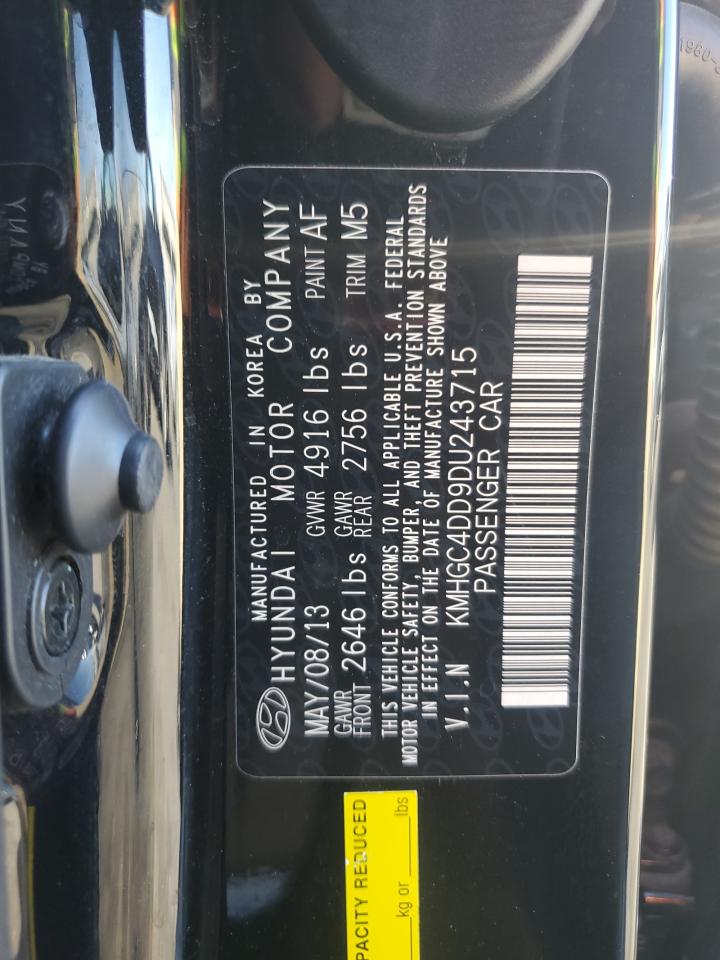 MANUFACTURED IN KOREA BY
HYUNDAI MOTOR COMPANY
MAY/08/13 GVWR 4916 lbs PAINT AF
GAWR FRONT 2646 lbs GAWR REAR 2756 lbs TRIM M5
THIS VEHICLE CONFORMS TO ALL APPLICABLE U.S.A. FEDERAL
MOTOR VEHICLE SAFETY, BUMPER, AND THEFT PREVENTION STANDARDS
IN EFFECT ON THE DATE OF MANUFACTURE SHOWN ABOVE
V.I.N KMHGC4DD9DU243715
PASSENGER CAR
PACITY REDUCED
kg or lbs